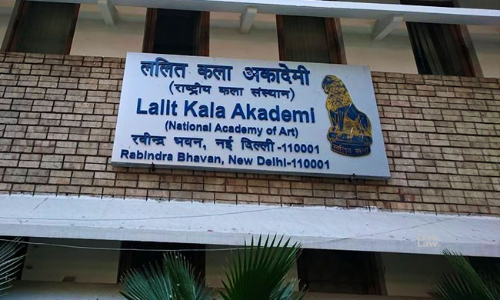 ललित कला अकादेमी
(राष्ट्रीय कला संस्थान)
Lalit Kala Akademi
(National Academy of Art)
रवीन्द्र भवन, नई दिल्ली -110001
Rabindra Bhavan, New Delhi-110001
Law